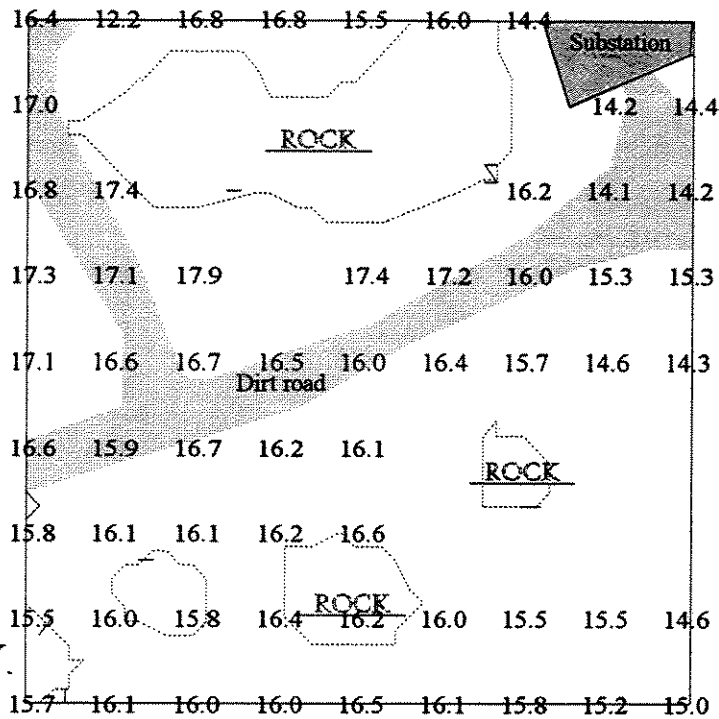 16.4 12.2 16.8 16.8 15.5 16.0 14.4
Substation
17.0 14.2 14.4
ROCK
16.8 17.4 16.2 14.1 14.2
17.3 17.1 17.9 17.4 17.2 16.0 15.3 15.3
17.1 16.6 16.7 16.5 16.0 16.4 15.7 14.6 14.3
Dirt road
16.6 15.9 16.7 16.2 16.1
ROCK
15.8 16.1 16.1 16.2 16.6
ROCK
15.5 16.0 15.8 16.4 16.2 16.0 15.5 15.5 14.6
15.7 16.1 16.0 16.0 16.5 16.1 15.8 15.2 15.0